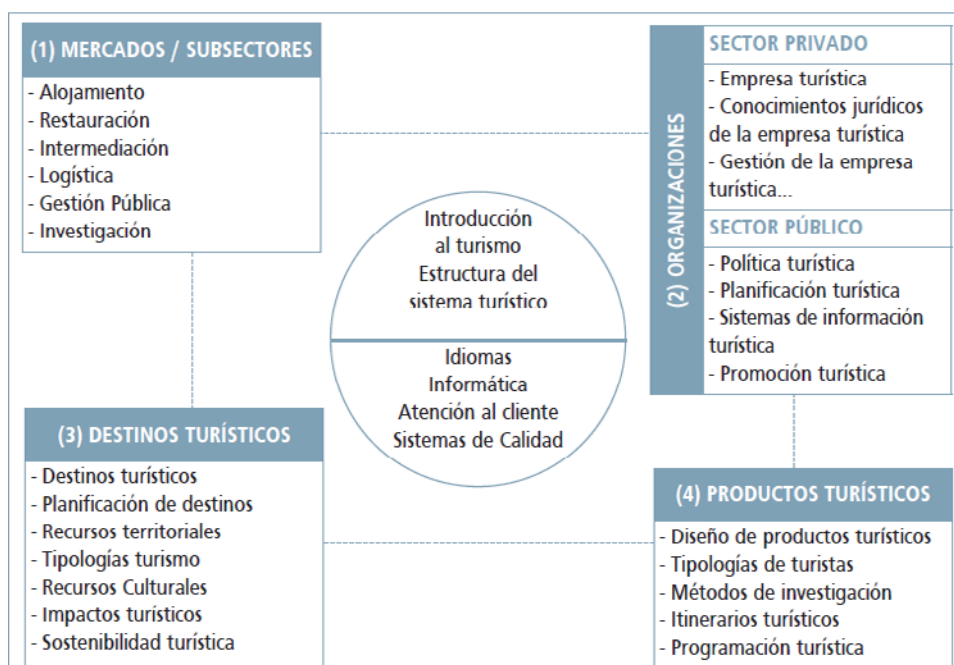 (1) MERCADOS / SUBSECTORES
- Alojamiento
- Restauración
- Intermediación
- Logística
- Gestión Pública
- Investigación
(2) ORGANIZACIONES
SECTOR PRIVADO
- Empresa turística
- Conocimientos jurídicos
de la empresa turística
- Gestión de la empresa
turística...
SECTOR PÚBLICO
- Política turística
- Planificación turística
- Sistemas de información
turística
- Promoción turística
Introducción
al turismo
Estructura del
sistema turístico
Idiomas
Informática
Atención al cliente
Sistemas de Calidad
(3) DESTINOS TURÍSTICOS
- Destinos turísticos
- Planificación de destinos
- Recursos territoriales
- Tipologías turismo
- Recursos Culturales
- Impactos turísticos
- Sostenibilidad turística
(4) PRODUCTOS TURÍSTICOS
- Diseño de productos turísticos
- Tipologías de turistas
- Métodos de investigación
- Itinerarios turísticos
- Programación turística